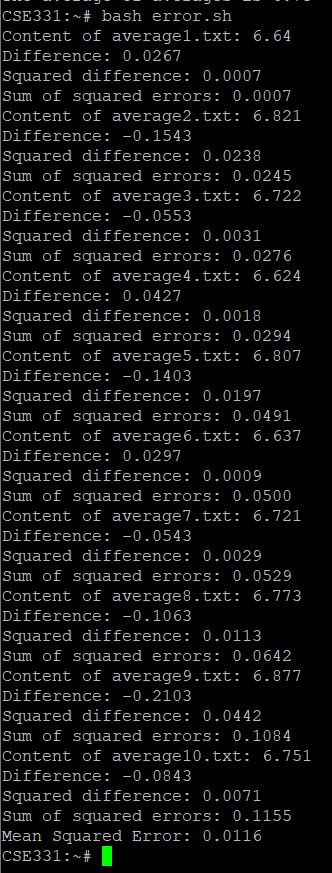 CSE331:~# bash error.sh
Content of average1.txt: 6.64
Difference: 0.0267
Squared difference: 0.0007
Sum of squared errors: 0.0007
Content of average2.txt: 6.821
Difference: -0.1543
Squared difference: 0.0238
Sum of squared errors: 0.0245
Content of average3.txt: 6.722
Difference: -0.0553
Squared difference: 0.0031
Sum of squared errors: 0.0276
Content of average4.txt: 6.624
Difference: 0.0427
Squared difference: 0.0018
Sum of squared errors: 0.0294
Content of average5.txt: 6.807
Difference: -0.1403
Squared difference: 0.0197
Sum of squared errors: 0.0491
Content of average6.txt: 6.637
Difference: 0.0297
Squared difference: 0.0009
Sum of squared errors: 0.0500
Content of average7.txt: 6.721
Difference: -0.0543
Squared difference: 0.0029
Sum of squared errors: 0.0529
Content of average8.txt: 6.773
Difference: -0.1063
Squared difference: 0.0113
Sum of squared errors: 0.0642
Content of average9.txt: 6.877
Difference: -0.2103
Squared difference: 0.0442
Sum of squared errors: 0.1084
Content of average10.txt: 6.751
Difference: -0.0843
Squared difference: 0.0071
Sum of squared errors: 0.1155
Mean Squared Error: 0.0116
CSE331:~#